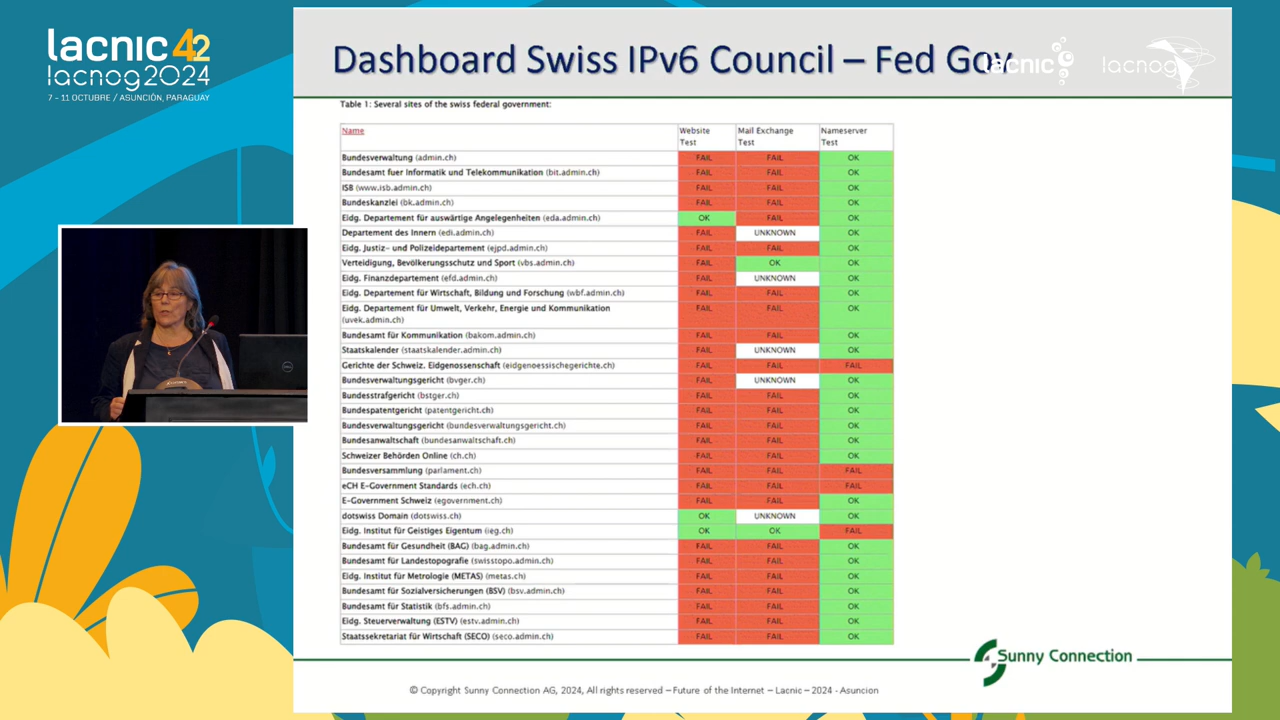 lacnic 42
lacnog2024
7 - 11 OCTUBRE / ASUNCIÓN, PARAGUAY
Dashboard Swiss IPv6 Council – Fed Gov
lacnic
lacnog
Table 1: Several sites of the swiss federal government:
Name Website Test Mail Exchange Test Nameserver Test
Bundesverwaltung (admin.ch) FAIL FAIL OK
Bundesamt fuer Informatik und Telekommunikation (bit.admin.ch) FAIL FAIL OK
ISB (www.isb.admin.ch) FAIL FAIL OK
Bundeskanzlei (bk.admin.ch) FAIL FAIL OK
Eidg. Departement für auswärtige Angelegenheiten (eda.admin.ch) OK FAIL OK
Departement des Innern (edi.admin.ch) FAIL UNKNOWN OK
Eidg. Justiz- und Polizeidepartement (ejpd.admin.ch) FAIL FAIL OK
Verteidigung, Bevölkerungsschutz und Sport (vbs.admin.ch) FAIL OK OK
Eidg. Finanzdepartement (efd.admin.ch) FAIL UNKNOWN OK
Eidg. Departement für Wirtschaft, Bildung und Forschung (wbf.admin.ch) FAIL FAIL OK
Eidg. Departement für Umwelt, Verkehr, Energie und Kommunikation
(uvek.admin.ch) FAIL FAIL OK
Bundesamt für Kommunikation (bakom.admin.ch) FAIL FAIL OK
Staatskalender (staatskalender.admin.ch) FAIL UNKNOWN OK
Gerichte der Schweiz. Eidgenossenschaft (eidgenoessischegerichte.ch) FAIL FAIL FAIL
Bundesverwaltungsgericht (bvger.ch) FAIL UNKNOWN OK
Bundesstrafgericht (bstger.ch) FAIL FAIL OK
Bundespatentgericht (patentgericht.ch) FAIL FAIL OK
Bundesverwaltungsgericht (bundesverwaltungsgericht.ch) FAIL FAIL OK
Bundesanwaltschaft (bundesanwaltschaft.ch) FAIL FAIL OK
Schweizer Behörden Online (ch.ch) FAIL FAIL OK
Bundesversammlung (parlament.ch) FAIL FAIL FAIL
eCH E-Government Standards (ech.ch) FAIL FAIL FAIL
E-Government Schweiz (egovernment.ch) FAIL FAIL OK
dotswiss Domain (dotswiss.ch) OK UNKNOWN OK
Eidg. Institut für Geistiges Eigentum (ieg.ch) OK OK FAIL
Bundesamt für Gesundheit (BAG) (bag.admin.ch) FAIL FAIL OK
Bundesamt für Landestopografie (swisstopo.admin.ch) FAIL FAIL OK
Eidg. Institut für Metrologie (METAS) (metas.ch) FAIL FAIL OK
Bundesamt für Sozialversicherungen (BSV) (bsv.admin.ch) FAIL FAIL OK
Bundesamt für Statistik (bfs.admin.ch) FAIL FAIL OK
Eidg. Steuerverwaltung (ESTV) (estv.admin.ch) FAIL FAIL OK
Staatssekretariat für Wirtschaft (SECO) (seco.admin.ch) FAIL FAIL OK
Sunny Connection
© Copyright Sunny Connection AG, 2024, All rights reserved – Future of the Internet – Lacnic – 2024 - Asuncion